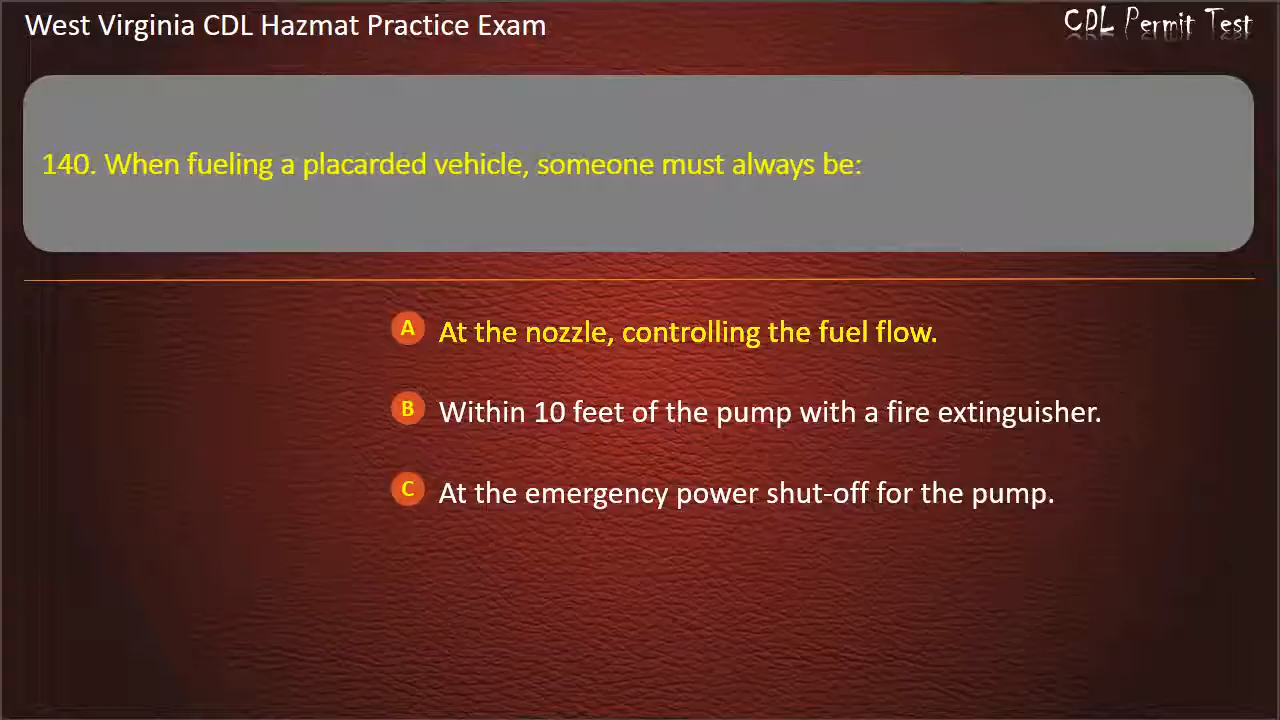 West Virginia CDL Hazmat Practice Exam
CDL Permit Test
140. When fueling a placarded vehicle, someone must always be:
A At the nozzle, controlling the fuel flow.
B Within 10 feet of the pump with a fire extinguisher.
C At the emergency power shut-off for the pump.